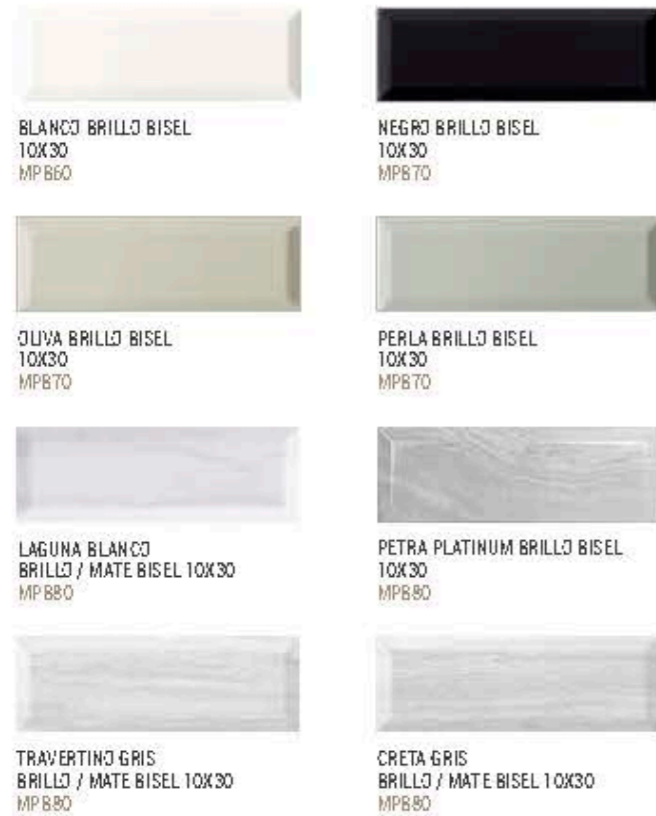 BLANCO BRILLO BISEL
10X30
MPB60
NEGRO BRILLO BISEL
10X30
MPB70
OLIVA BRILLO BISEL
10X30
MPB70
PERLA BRILLO BISEL
10X30
MPB70
LAGUNA BLANCO
BRILLO / MATE BISEL 10X30
MPB80
PETRA PLATINUM BRILLO BISEL
10X30
MPB80
TRAVERTINO GRIS
BRILLO / MATE BISEL 10X30
MPB80
CRETA GRIS
BRILLO / MATE BISEL 10X30
MPB80